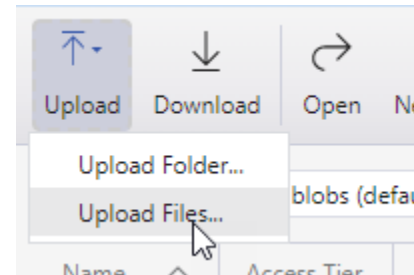 Upload Download Open
Upload Folder...
Upload Files...
blobs (defau
Name Access Tier